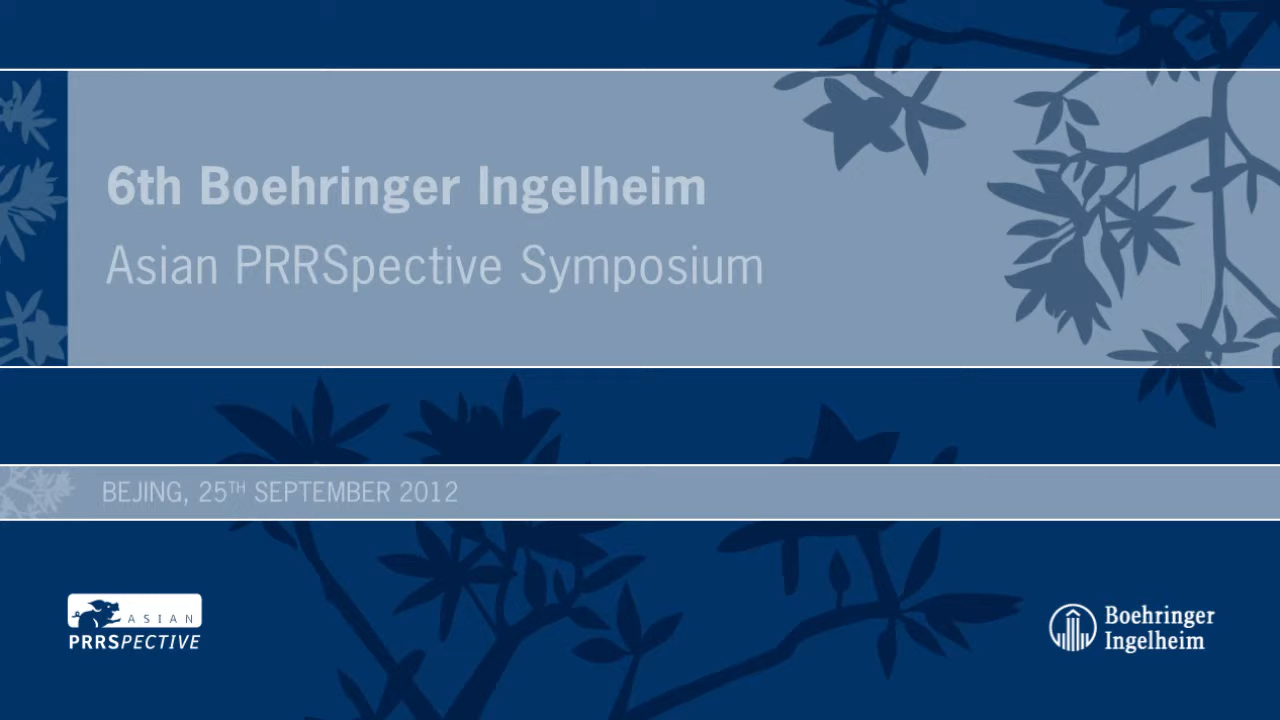 6th Boehringer Ingelheim
Asian PRRSpective Symposium
BEJING, 25TH SEPTEMBER 2012
ASIAN
PRRSPECTIVE
Boehringer
Ingelheim